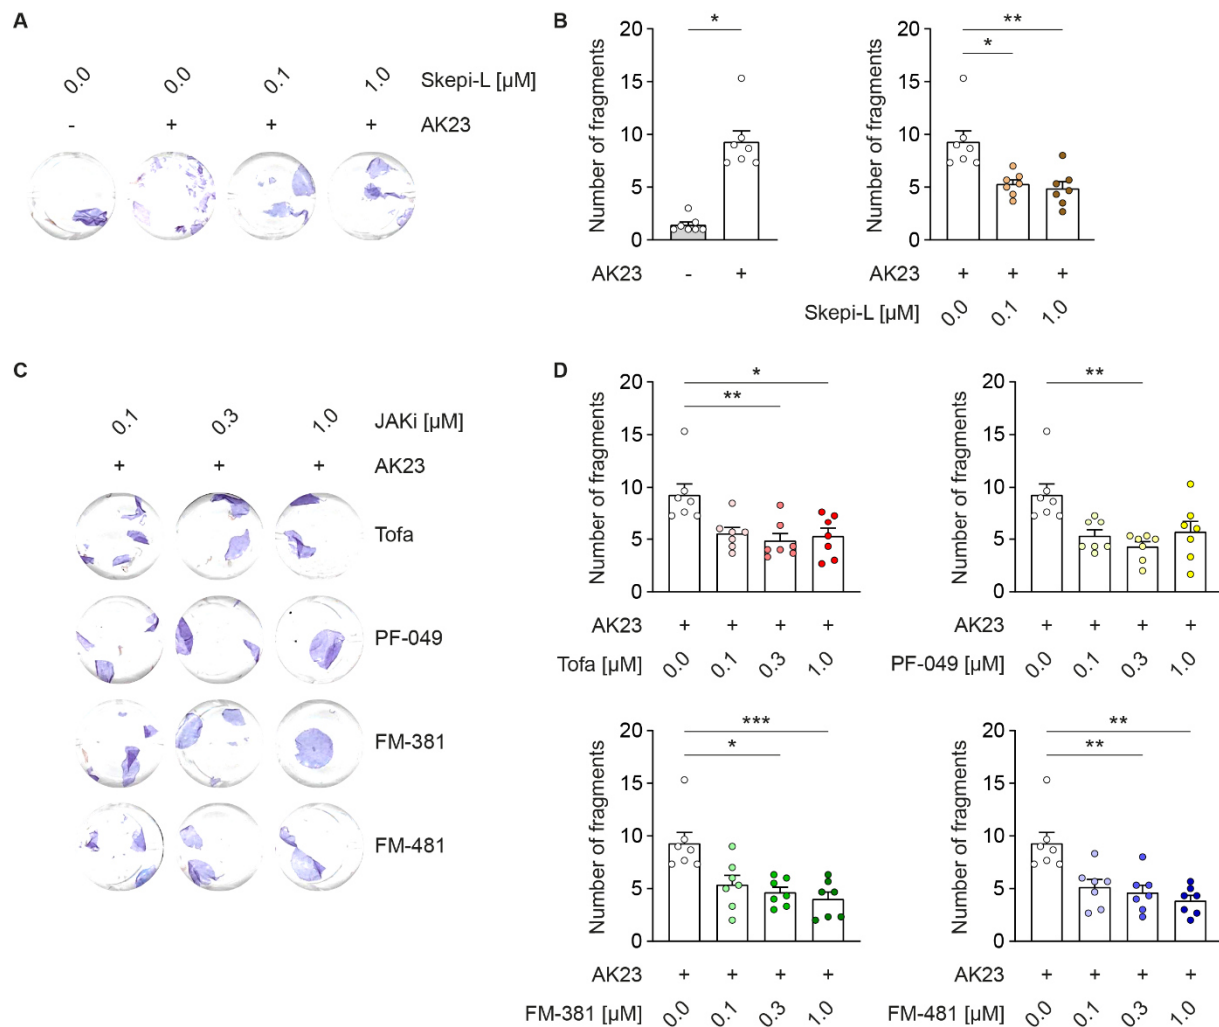 A
0.0 0.0 0.1 1.0 Skepi-L [µM]
- + + + AK23
B
Number of fragments
20
15
10
5
0
*
AK23 - +
Number of fragments
20
15
10
5
0
**
*
AK23 + + +
Skepi-L [µM] 0.0 0.1 1.0
C
0.1 0.3 1.0 JAKi [µM]
+ + + AK23
Tofa
PF-049
FM-381
FM-481
D
Number of fragments
20
15
10
5
0
*
**
AK23 + + + +
Tofa [µM] 0.0 0.1 0.3 1.0
Number of fragments
20
15
10
5
0
**
AK23 + + + +
PF-049 [µM] 0.0 0.1 0.3 1.0
Number of fragments
20
15
10
5
0
***
*
AK23 + + + +
FM-381 [µM] 0.0 0.1 0.3 1.0
Number of fragments
20
15
10
5
0
**
**
AK23 + + + +
FM-481 [µM] 0.0 0.1 0.3 1.0